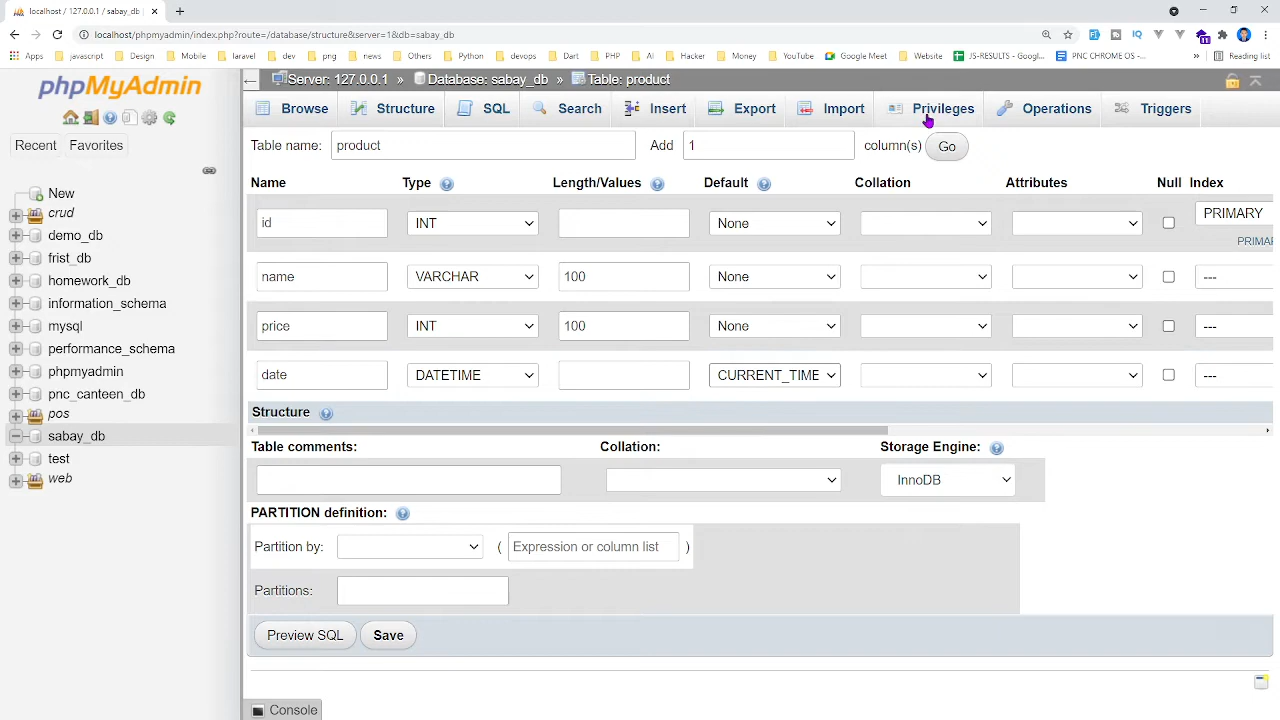 localhost / 127.0.0.1 / sabay_db
localhost/phpmyadmin/index.php?route=/database/structure&server=1&db=sabay_db
Apps javascript Design Mobile laravel dev png news Others Python devops Dart PHP AI Hacker Money YouTube Google Meet Website JS-RESULTS - Googl... PNC CHROME OS -... » Reading list
phpMyAdmin
Server: 127.0.0.1 » Database: sabay_db » Table: product
Browse Structure SQL Search Insert Export Import Privileges Operations Triggers
Recent Favorites
Table name: product Add 1 column(s) Go
Name Type Length/Values Default Collation Attributes Null Index
id INT None PRIMARY
PRIMAR
name VARCHAR 100 None ---
price INT 100 None ---
date DATETIME CURRENT_TIME ---
New
crud
demo_db
frist_db
homework_db
information_schema
mysql
performance_schema
phpmyadmin
pnc_canteen_db
pos
sabay_db
test
web
Structure
Table comments: Collation: Storage Engine:
InnoDB
PARTITION definition:
Partition by: ( Expression or column list )
Partitions:
Preview SQL Save
Console